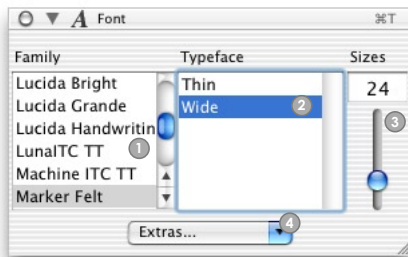 A Font ⌘T
Family Typeface Sizes
Lucida Bright Thin 24
Lucida Grande Wide 2
Lucida Handwritin 3
LunaITC TT 1
Machine ITC TT
Marker Felt
Extras... 4